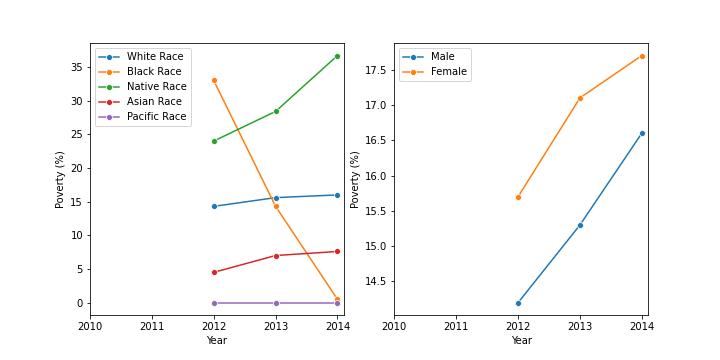 White Race
Black Race
Native Race
Asian Race
Pacific Race
35
30
25
20
15
10
5
0
Poverty (%)
2010 2011 2012 2013 2014
Year
Male
Female
17.5
17.0
16.5
16.0
15.5
15.0
14.5
Poverty (%)
2010 2011 2012 2013 2014
Year